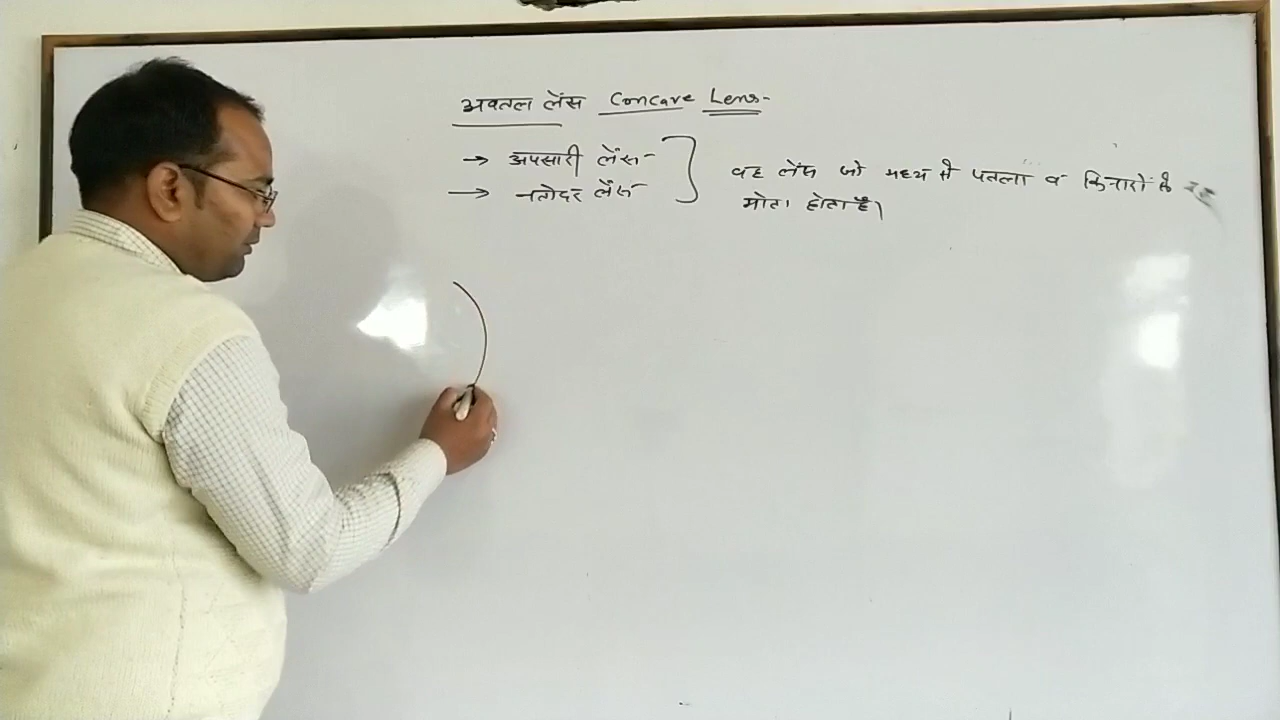 अवतल लेंस Concave Lens-
→ अपसारी लेंस-
→ नतोदर लेंस-
वह लेंस जो मध्य से पतला व किनारों से
मोटा होता है।